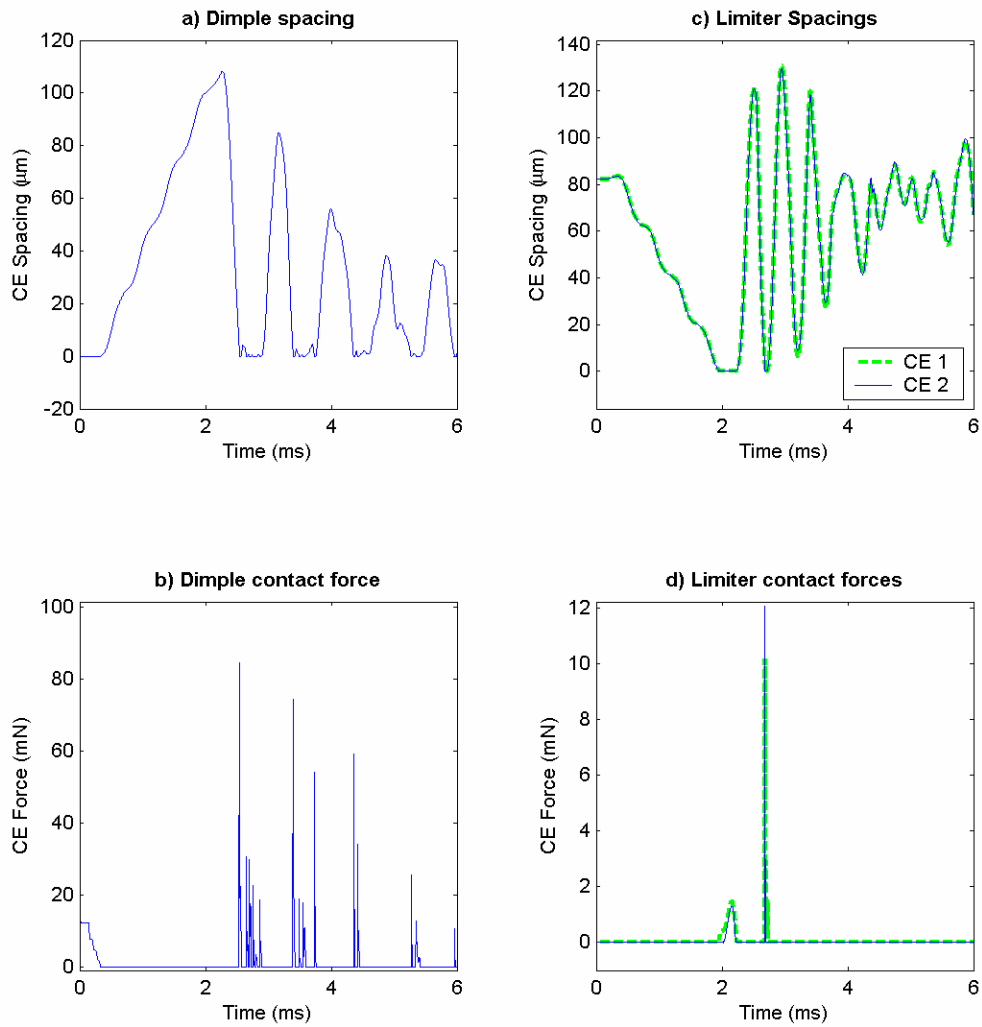 a) Dimple spacing
120
100
80
60
40
20
0
-20
CE Spacing (µm)
0 2 4 6
Time (ms)
c) Limiter Spacings
140
120
100
80
60
40
20
0
CE Spacing (µm)
CE 1
CE 2
0 2 4 6
Time (ms)
b) Dimple contact force
100
80
60
40
20
0
CE Force (mN)
0 2 4 6
Time (ms)
d) Limiter contact forces
12
10
8
6
4
2
0
CE Force (mN)
0 2 4 6
Time (ms)